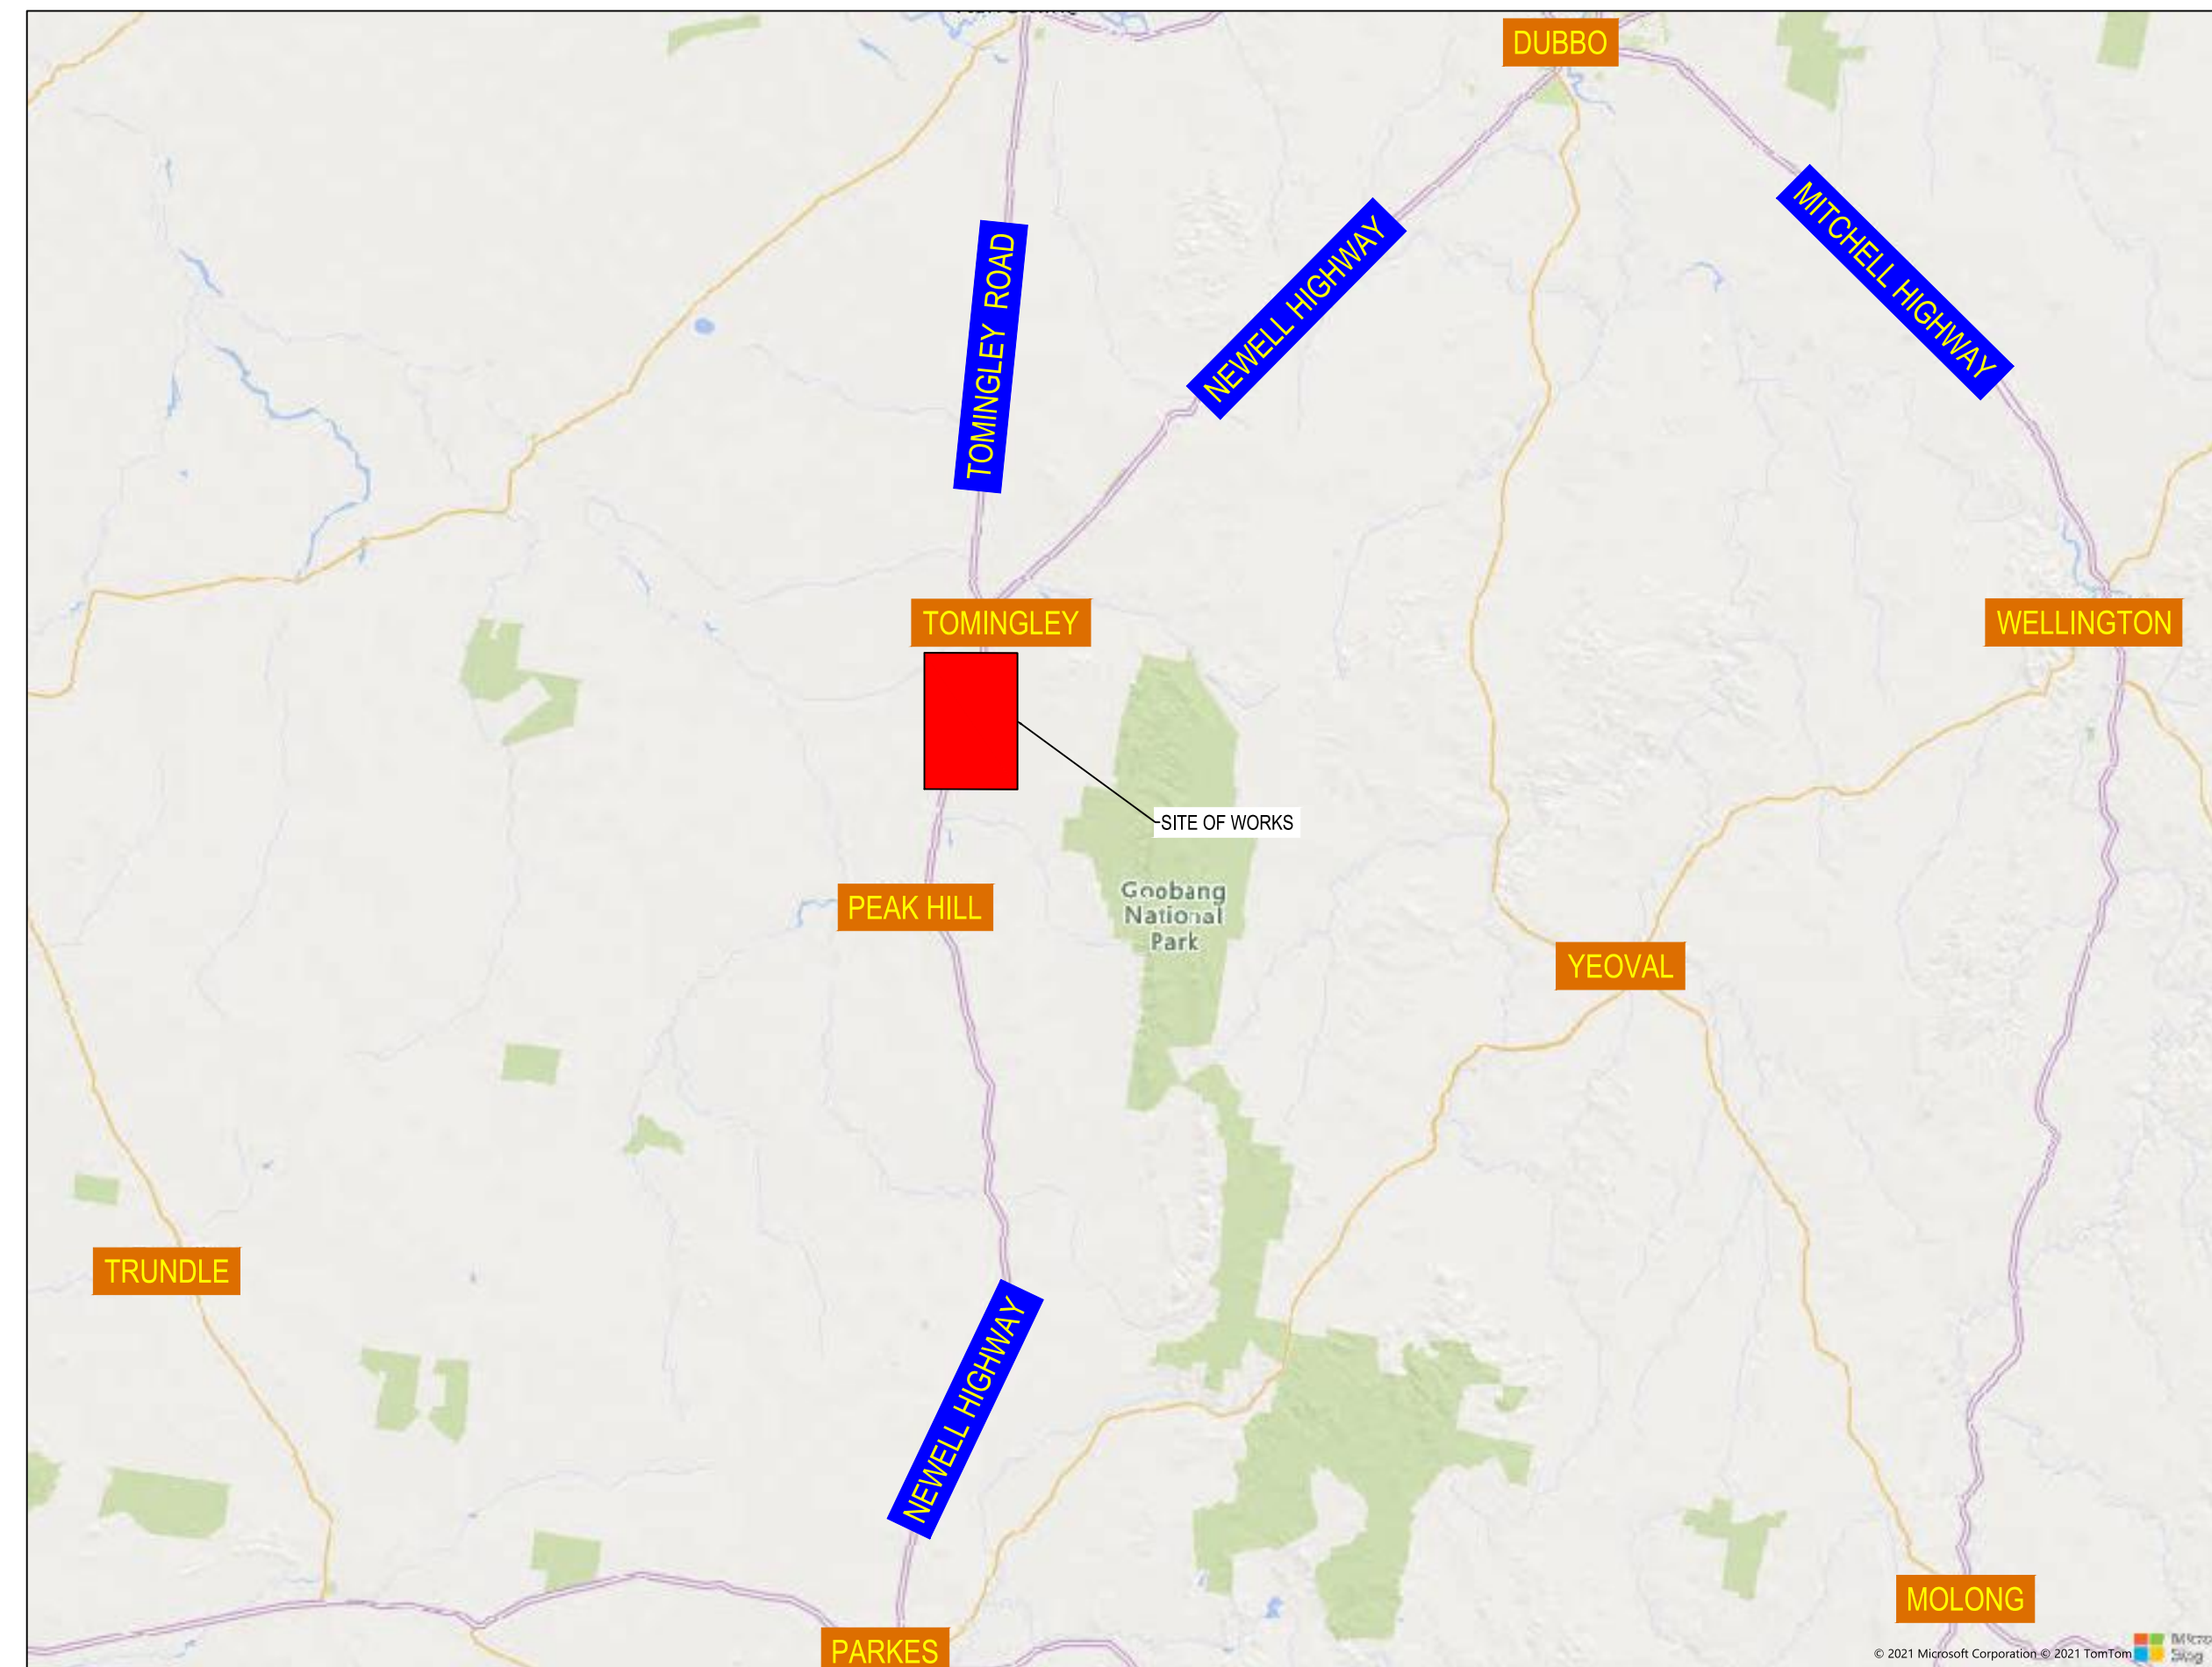 DUBBO
MITCHELL HIGHWAY
NEWELL HIGHWAY
TOMINGLEY ROAD
TOMINGLEY
WELLINGTON
SITE OF WORKS
Goobang
National
Park
PEAK HILL
YEOVAL
TRUNDLE
NEWELL HIGHWAY
MOLONG
PARKES
© 2021 Microsoft Corporation © 2021 TomTom